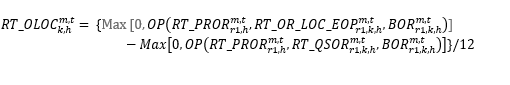 RT_OLOC^{m,t}_{k,h} = {Max [0, OP(RT_PROR^{m,t}_{r1,h}, RT_OR_LOC_EOP^{m,t}_{r1,k,h}, BOR^{m,t}_{r1,k,h})]
− Max[0, OP(RT_PROR^{m,t}_{r1,h}, RT_QSOR^{m,t}_{r1,k,h}, BOR^{m,t}_{r1,k,h})]}/12